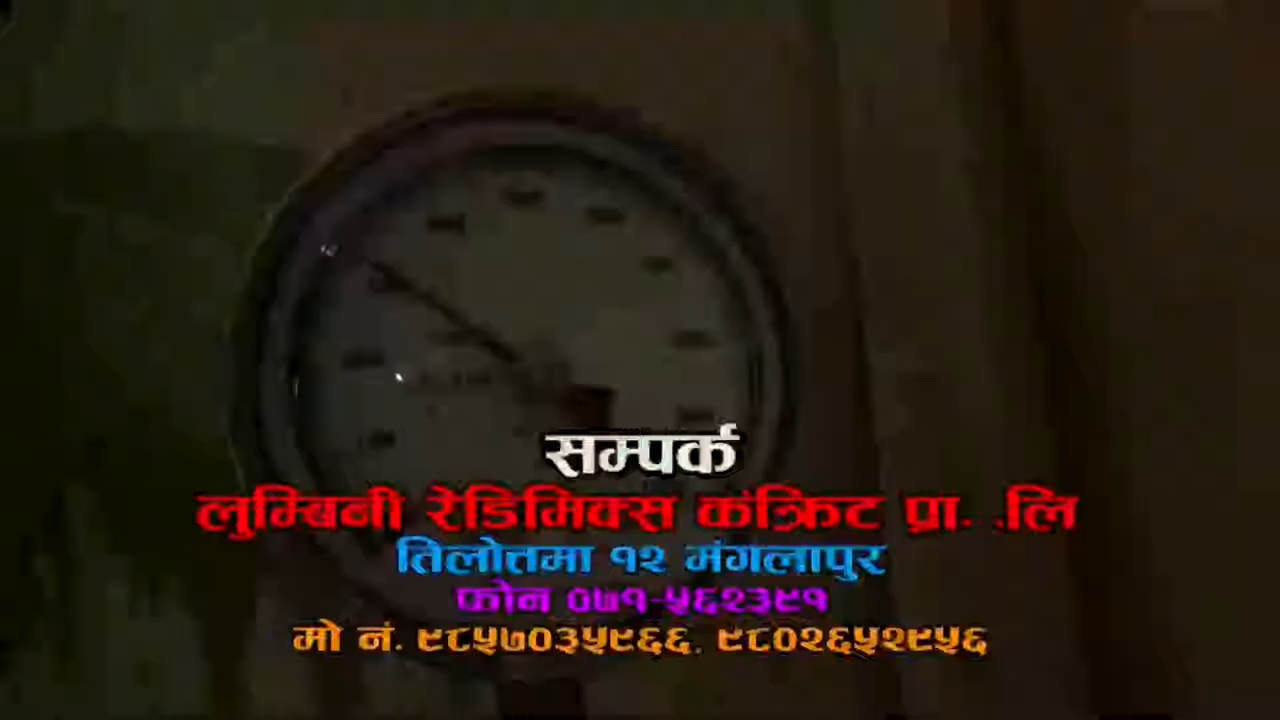 सम्पर्क
लुम्बिनी रेडिमिक्स कंक्रिट प्रा. .लि
तिलोत्तमा १२ मंगलापुर
फोन ०७१-५६२३९१
मो नं. ९८५७०३५९६६, ९८०२६५२९५६